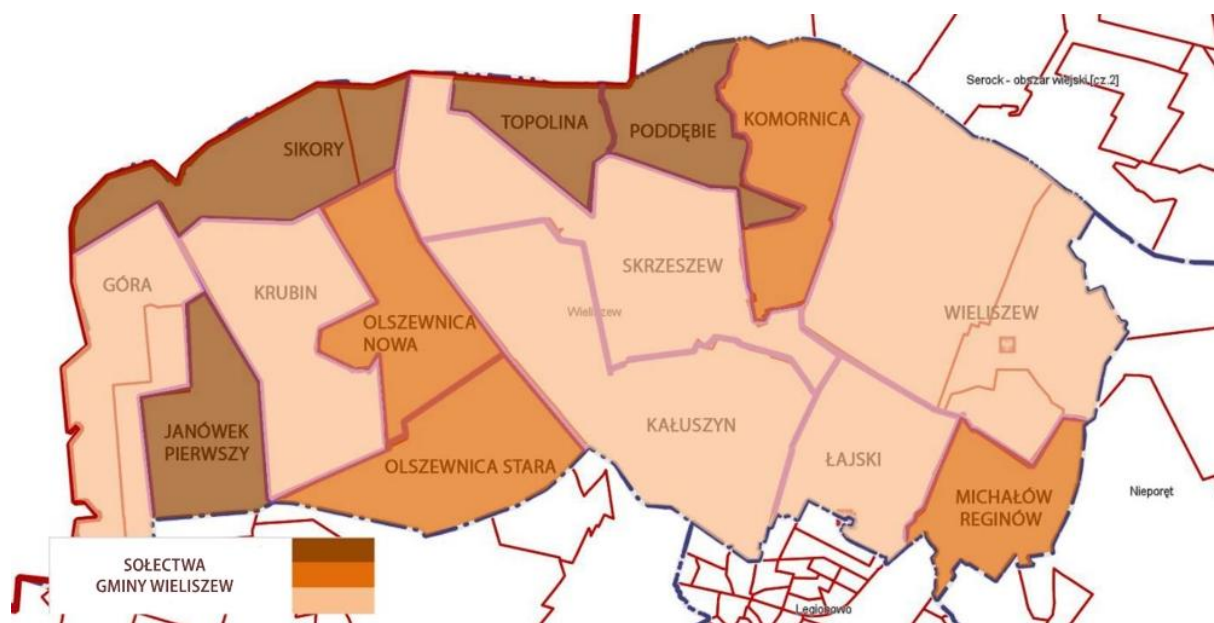 Serock - obszar wiejski [cz.2]
TOPOLINA
PODDĘBIE
KOMORNICA
SIKORY
GÓRA
KRUBIN
SKRZESZEW
Wieliszew
WIELISZEW
OLSZEWNICA
NOWA
JANÓWEK
PIERWSZY
KAŁUSZYN
OLSZEWNICA STARA
ŁAJSKI
MICHAŁÓW
REGINÓW
Nieporęt
SOŁECTWA
GMINY WIELISZEW
Legionowo